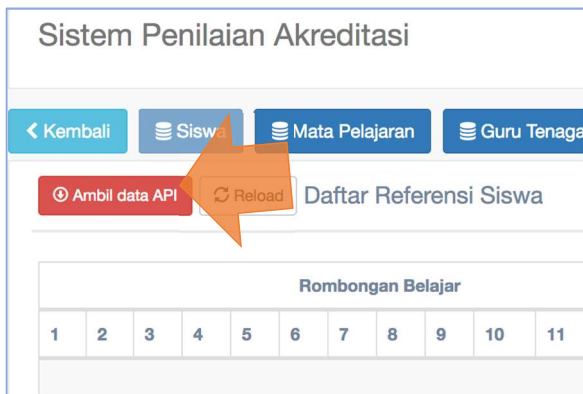 Sistem Penilaian Akreditasi
Kembali Siswa Mata Pelajaran Guru Tenaga
Ambil data API Reload Daftar Referensi Siswa
Rombongan Belajar
1 2 3 4 5 6 7 8 9 10 11